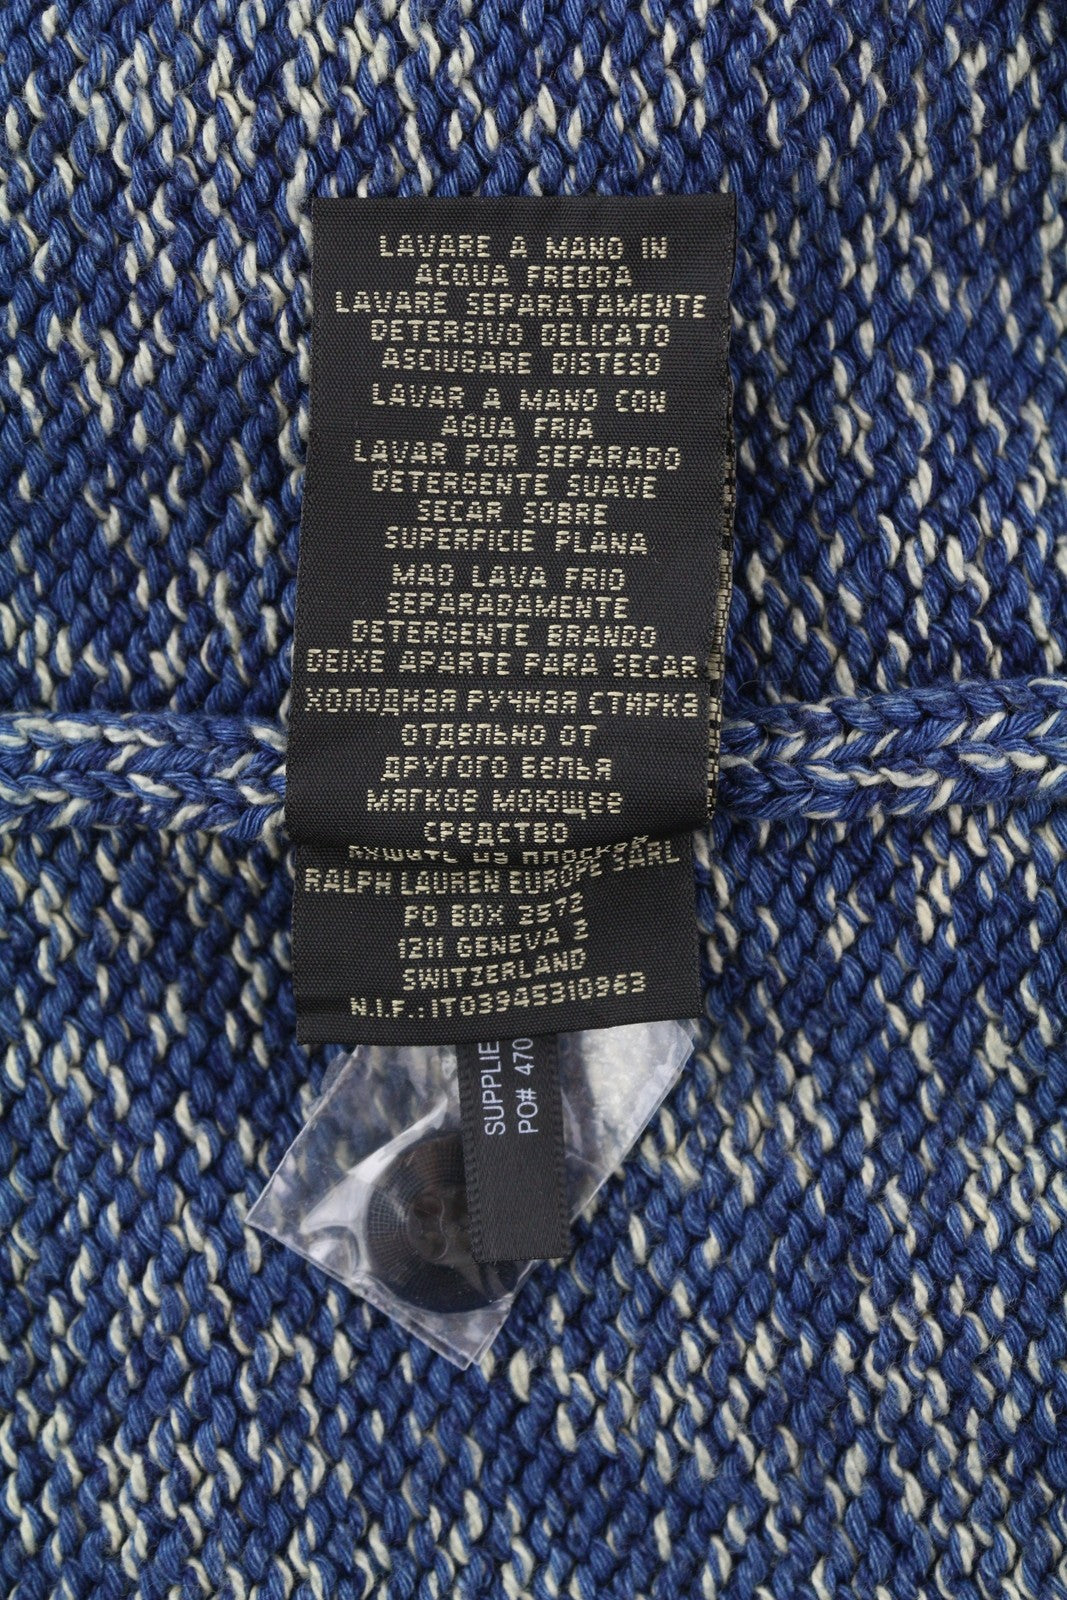 LAVARE A MANO IN
ACQUA FREDDA
LAVARE SEPARATAMENTE
DETERSIVO DELICATO
ASCIUGARE DISTESO
LAVAR A MANO CON
AGUA FRIA
LAVAR POR SEPARADO
DETERGENTE SUAVE
SECAR SOBRE
SUPERFICIE PLANA
MAO LAVA FRIO
SEPARADAMENTE
DETERGENTE BRANDO
DEIXE APARTE PARA SECAR
ХОЛОДНАЯ РУЧНАЯ СТИРКА
ОТДЕЛЬНО ОТ
ДРУГОГО БЕЛЬЯ
МЯГКОЕ МОЮЩЕЕ
СРЕДСТВО
RALPH LAUREN EUROPE SARL
PO BOX 2572
1211 GENEVA 2
SWITZERLAND
N.I.F.:IT03945310963
SUPPLIE
PO# 470